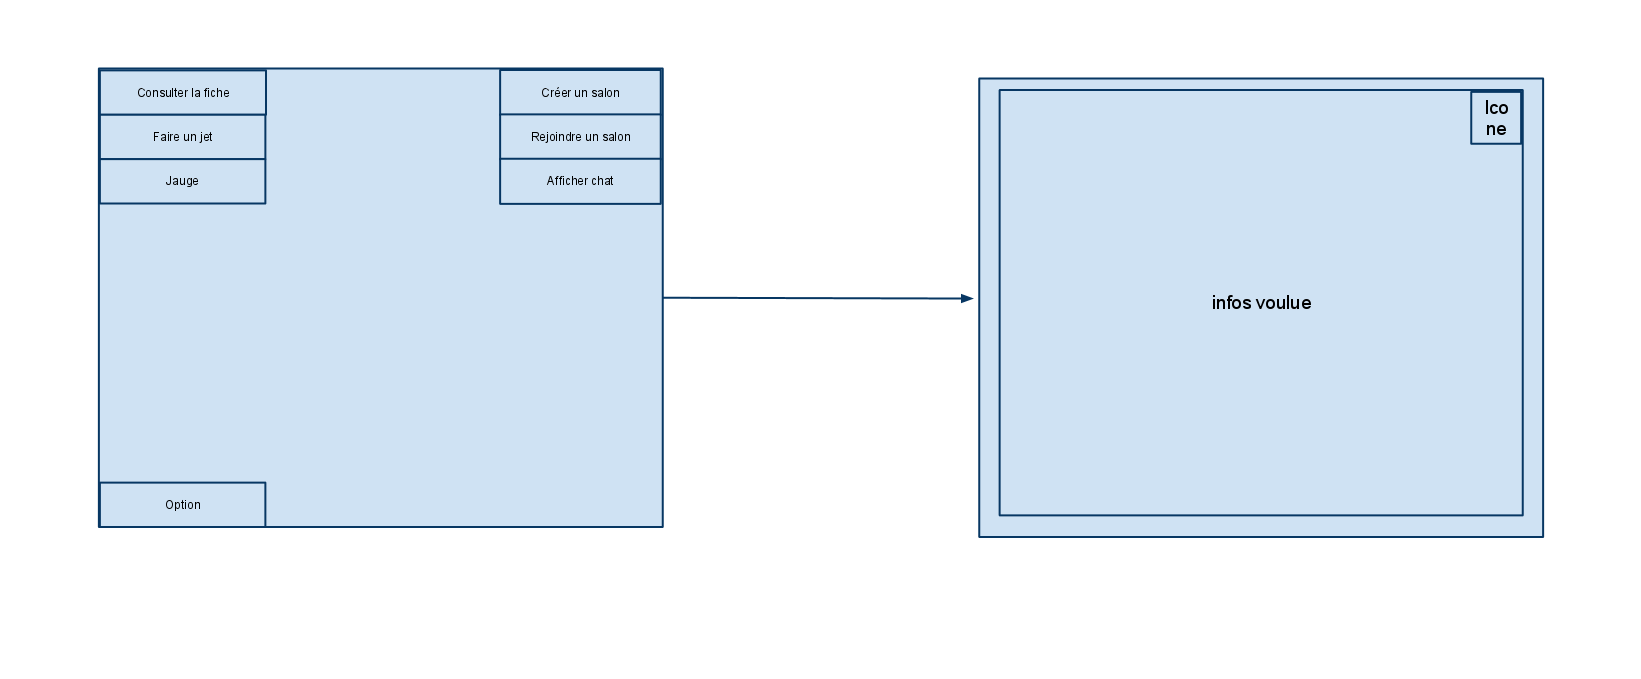 Consulter la fiche
Faire un jet
Jauge
Option
Créer un salon
Rejoindre un salon
Afficher chat
Ico
ne
infos voulue